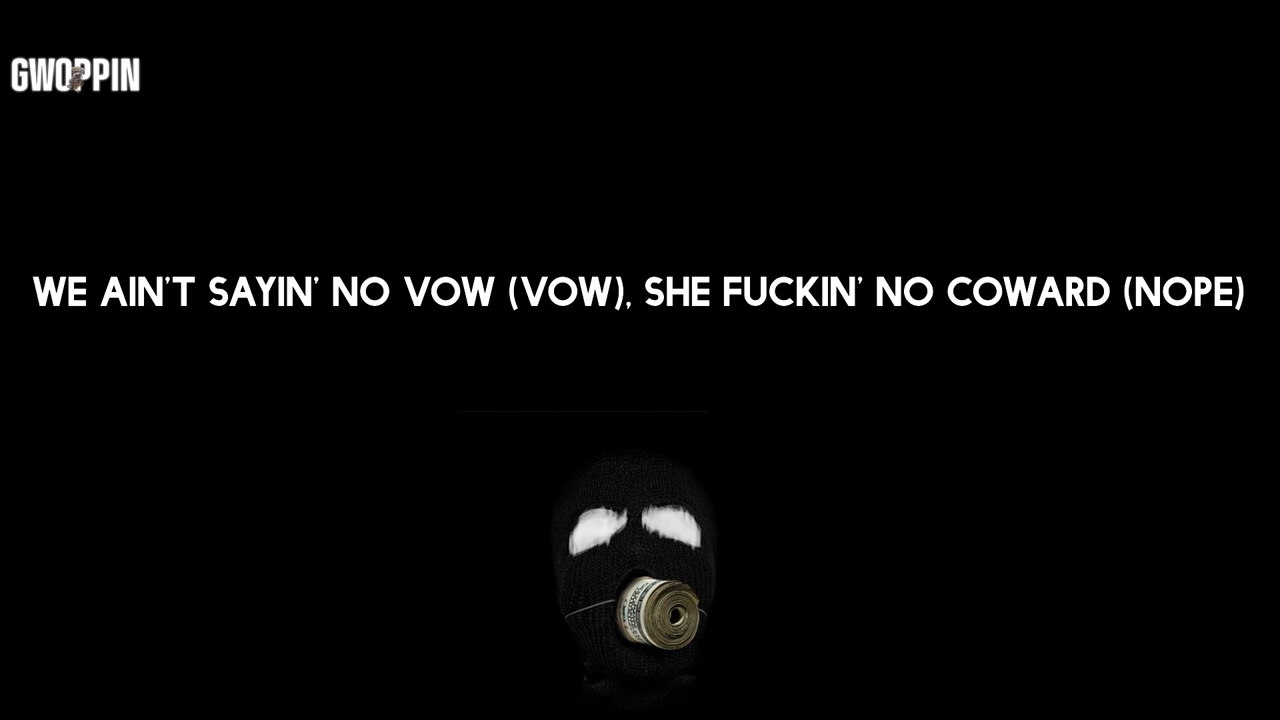 GWOPPIN
WE AIN'T SAYIN' NO VOW (VOW), SHE FUCKIN' NO COWARD (NOPE)